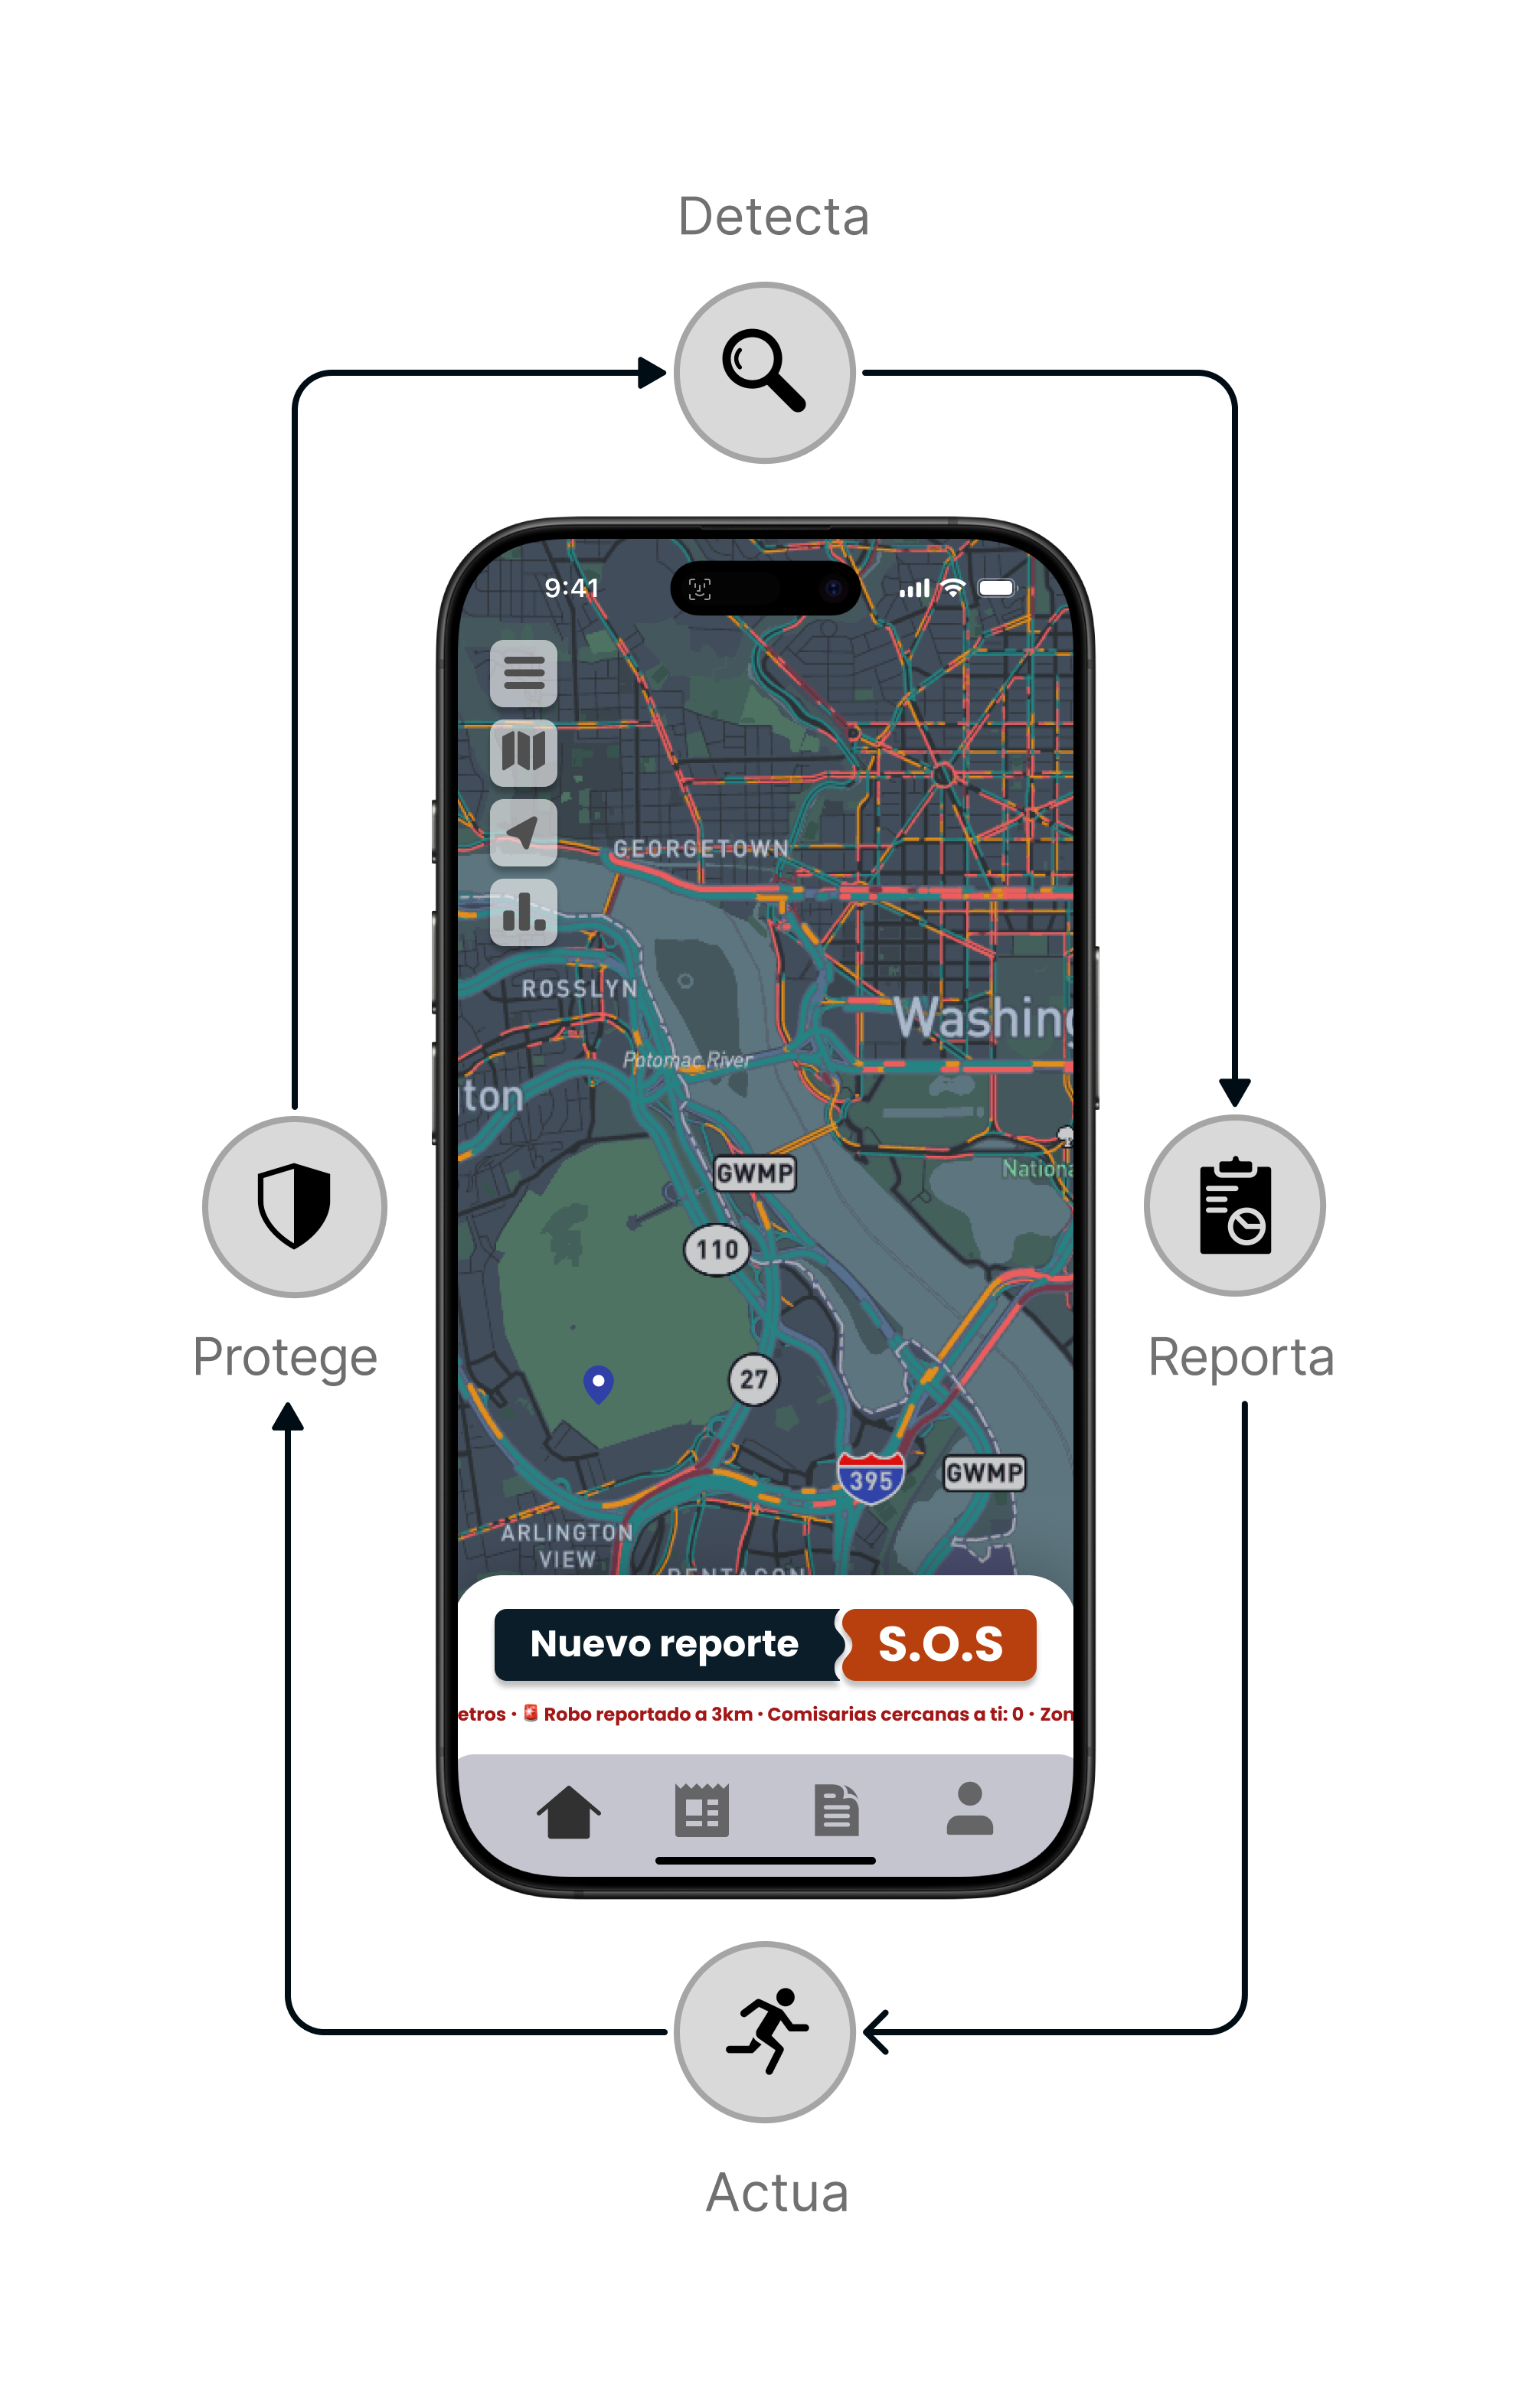 Detecta
9:41
GEORGETOWN
ROSSLYN
Washing
Potomac River
ton
GWMP
Nationa
110
Protege
Reporta
27
395
GWMP
ARLINGTON
VIEW
PENTAGON
Nuevo reporte
S.O.S
etros · Robo reportado a 3km · Comisarias cercanas a ti: 0 · Zon
Actua